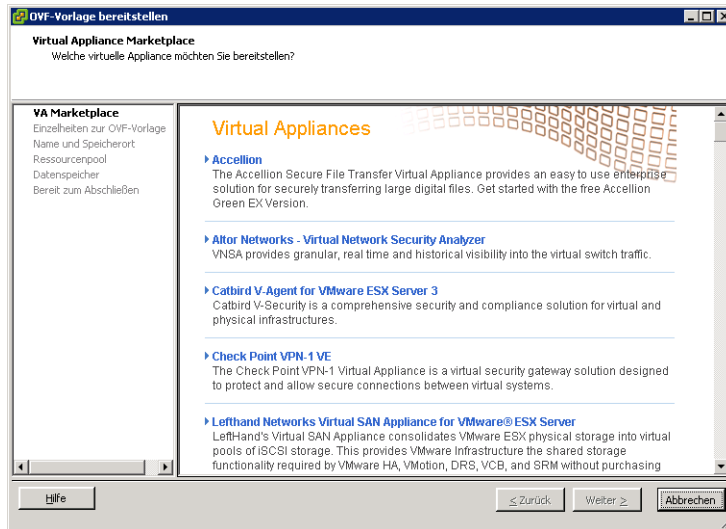 OVF-Vorlage bereitstellen
Virtual Appliance Marketplace
Welche virtuelle Appliance möchten Sie bereitstellen?
VA Marketplace
Einzelheiten zur OVF-Vorlage
Name und Speicherort
Ressourcenpool
Datenspeicher
Bereit zum Abschließen
Virtual Appliances
Accellion
The Accellion Secure File Transfer Virtual Appliance provides an easy to use enterprise
solution for securely transferring large digital files. Get started with the free Accellion
Green EX Version.
Altor Networks - Virtual Network Security Analyzer
VNSA provides granular, real time and historical visibility into the virtual switch traffic.
Catbird V-Agent for VMware ESX Server 3
Catbird V-Security is a comprehensive security and compliance solution for virtual and
physical infrastructures.
Check Point VPN-1 VE
The Check Point VPN-1 Virtual Appliance is a virtual security gateway solution designed
to protect and allow secure connections between virtual systems.
Lefthand Networks Virtual SAN Appliance for VMware® ESX Server
LeftHand's Virtual SAN Appliance consolidates VMware ESX physical storage into virtual
pools of iSCSI storage. This provides VMware Infrastructure the shared storage
functionality required by VMware HA, VMotion, DRS, VCB, and SRM without purchasing
Hilfe
< Zurück
Weiter >
Abbrechen